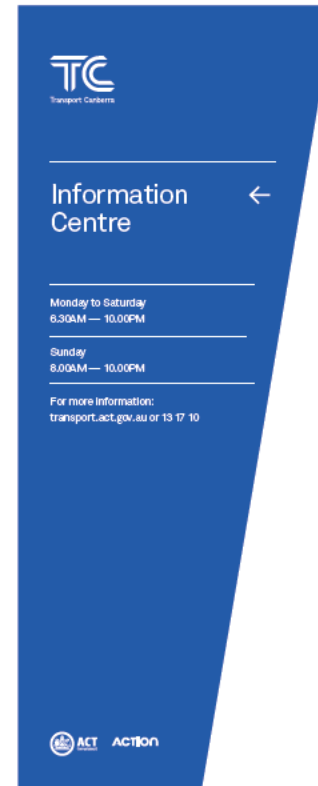 TC
Transport Canberra
Information
Centre
←
Monday to Saturday
6.30AM — 10.00PM
Sunday
8.00AM — 10.00PM
For more information:
transport.act.gov.au or 13 17 10
ACT
ACTION